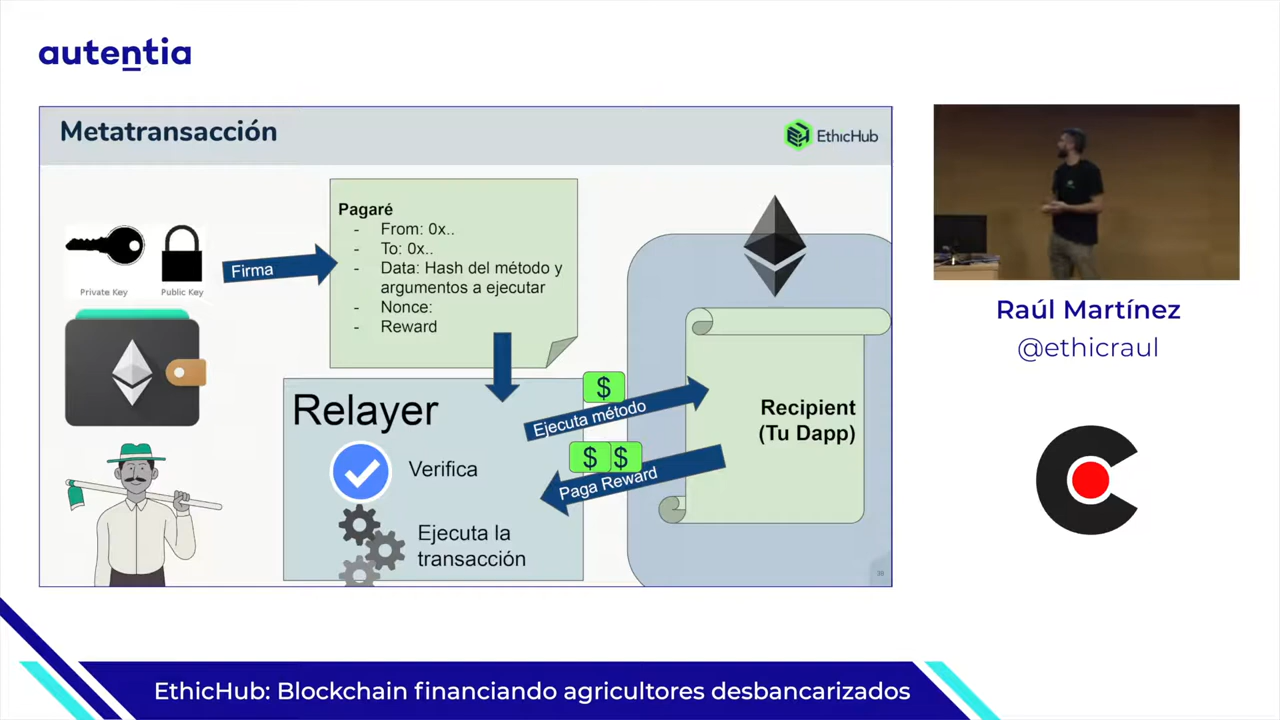 autentia
Metatransacción
EthicHub
Pagaré
- From: 0x..
- To: 0x..
- Data: Hash del método y
argumentos a ejecutar
- Nonce:
- Reward
Private Key
Public Key
Firma
Relayer
Verifica
Ejecuta la
transacción
$
Ejecuta método
$ $
Paga Reward
Recipient
(Tu Dapp)
Raúl Martínez
@ethicraul
EthicHub: Blockchain financiando agricultores desbancarizados